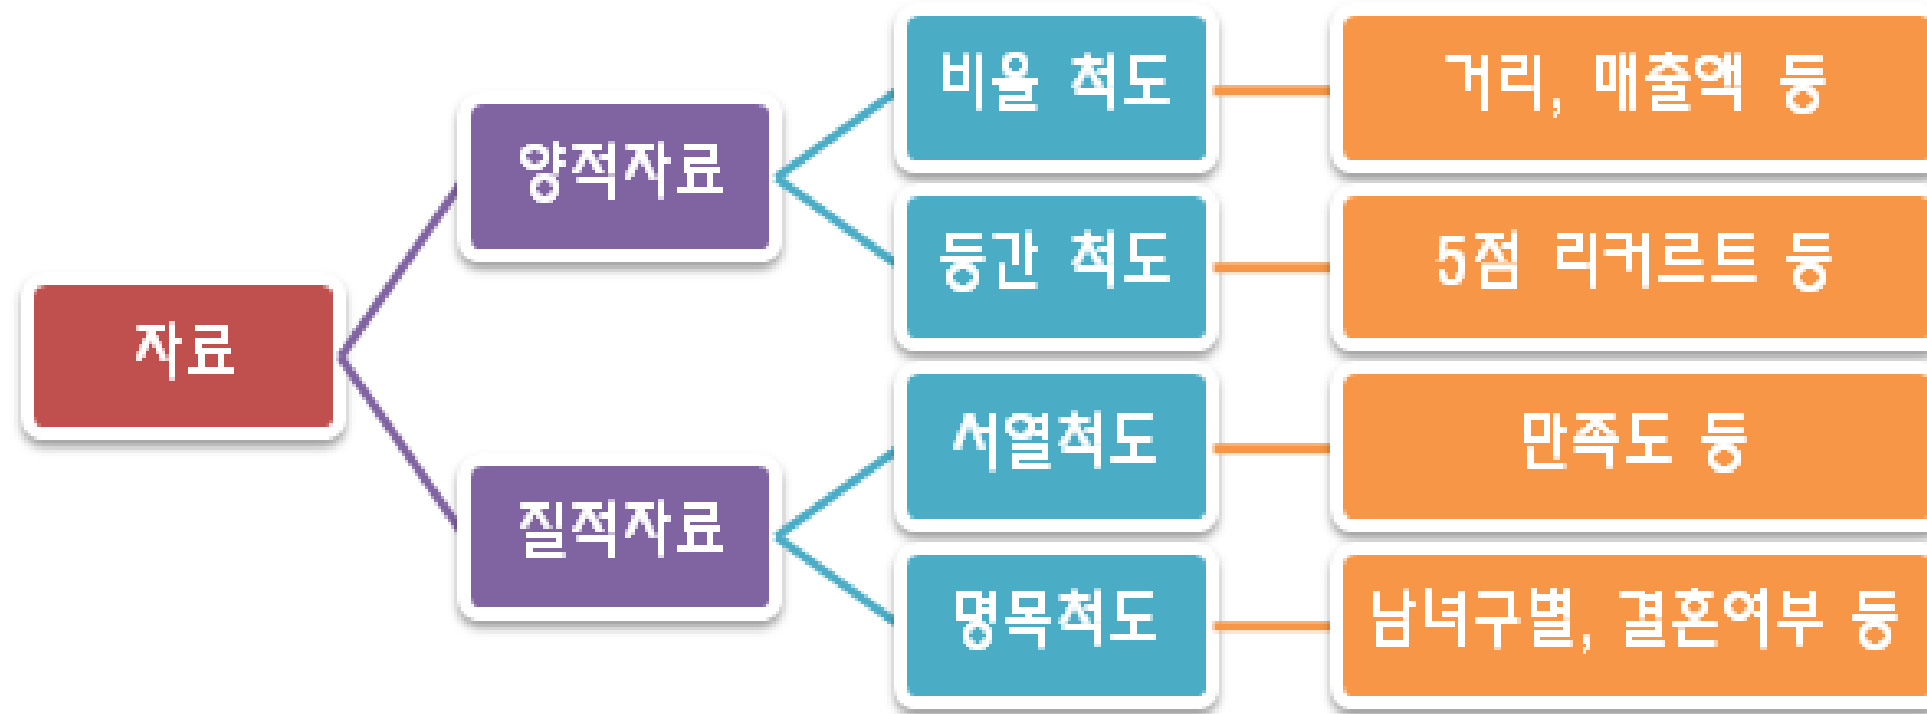 자료
양적자료
비율 척도
거리, 매출액 등
등간 척도
5점 리커르트 등
질적자료
서열척도
만족도 등
명목척도
남녀구별, 결혼여부 등